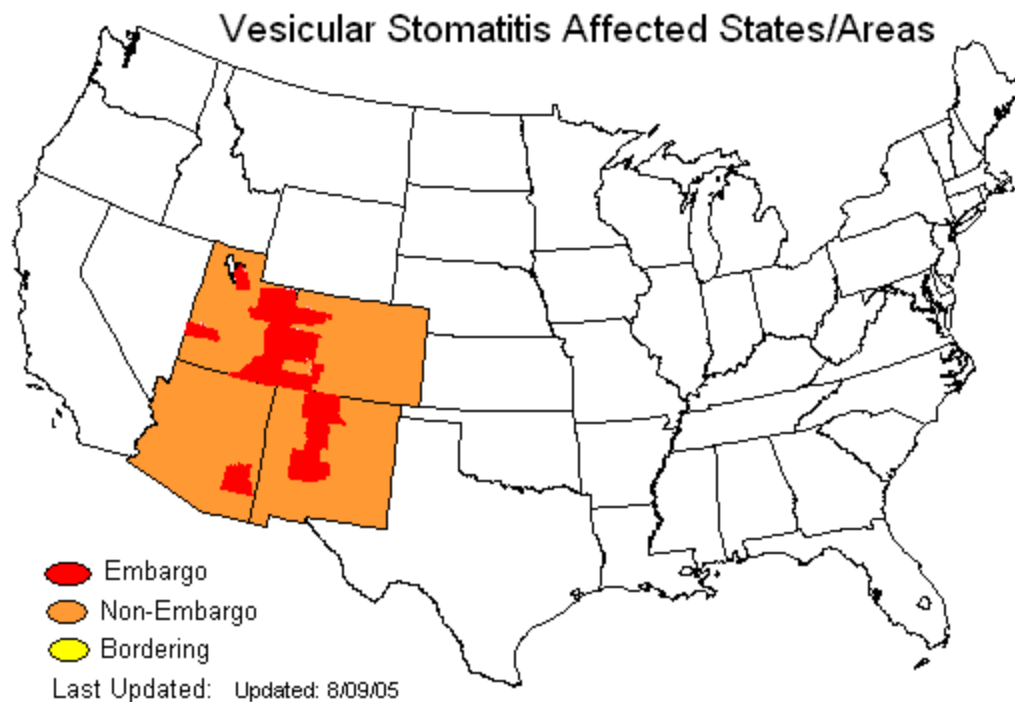 Vesicular Stomatitis Affected States/Areas
Embargo
Non-Embargo
Bordering
Last Updated: Updated: 8/09/05